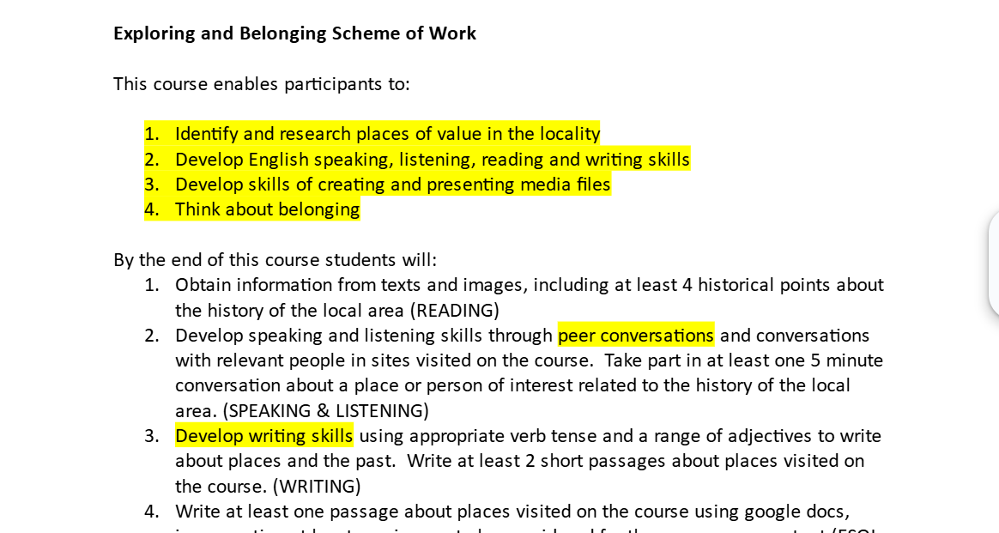 Exploring and Belonging Scheme of Work
This course enables participants to:
1. Identify and research places of value in the locality
2. Develop English speaking, listening, reading and writing skills
3. Develop skills of creating and presenting media files
4. Think about belonging
By the end of this course students will:
1. Obtain information from texts and images, including at least 4 historical points about
the history of the local area (READING)
2. Develop speaking and listening skills through peer conversations and conversations
with relevant people in sites visited on the course.  Take part in at least one 5 minute
conversation about a place or person of interest related to the history of the local
area. (SPEAKING & LISTENING)
3. Develop writing skills using appropriate verb tense and a range of adjectives to write
about places and the past.  Write at least 2 short passages about places visited on
the course. (WRITING)
4. Write at least one passage about places visited on the course using google docs,